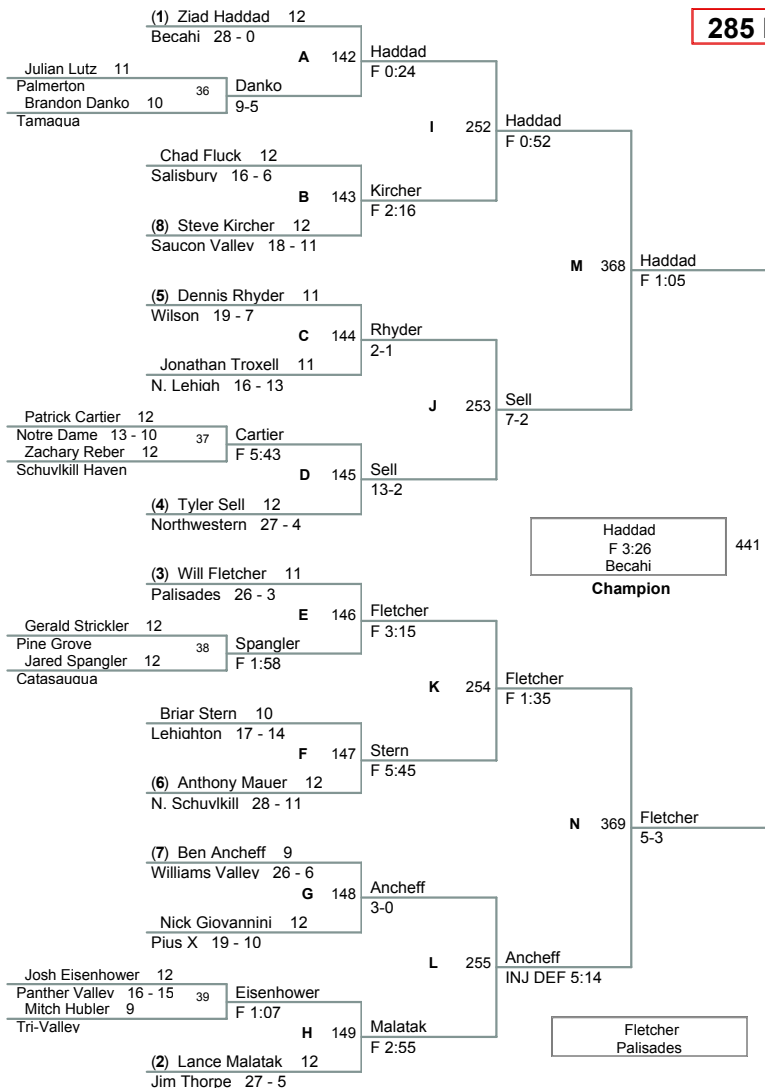 (1) Ziad Haddad 12
Becahi 28 - 0
285
A 142 Haddad
F 0:24
Julian Lutz 11
Palmerton
36 Danko
9-5
Brandon Danko 10
Tamaqua
I 252 Haddad
F 0:52
Chad Fluck 12
Salisbury 16 - 6
B 143 Kircher
F 2:16
(8) Steve Kircher 12
Saucon Valley 18 - 11
M 368 Haddad
F 1:05
(5) Dennis Rhyder 11
Wilson 19 - 7
C 144 Rhyder
2-1
Jonathan Troxell 11
N. Lehigh 16 - 13
J 253 Sell
7-2
Patrick Cartier 12
Notre Dame 13 - 10
37 Cartier
F 5:43
Zachary Reber 12
Schuylkill Haven
D 145 Sell
13-2
(4) Tyler Sell 12
Northwestern 27 - 4
Haddad
F 3:26
Becahi
441
Champion
(3) Will Fletcher 11
Palisades 26 - 3
E 146 Fletcher
F 3:15
Gerald Strickler 12
Pine Grove
38 Spangler
F 1:58
Jared Spangler 12
Catasauqua
K 254 Fletcher
F 1:35
Briar Stern 10
Lehighton 17 - 14
F 147 Stern
F 5:45
(6) Anthony Mauer 12
N. Schuylkill 28 - 11
N 369 Fletcher
5-3
(7) Ben Ancheff 9
Williams Valley 26 - 6
G 148 Ancheff
3-0
Nick Giovannini 12
Pius X 19 - 10
L 255 Ancheff
INJ DEF 5:14
Josh Eisenhower 12
Panther Valley 16 - 15
39 Eisenhower
F 1:07
Mitch Hubler 9
Tri-Valley
H 149 Malatak
F 2:55
(2) Lance Malatak 12
Jim Thorpe 27 - 5
Fletcher
Palisades